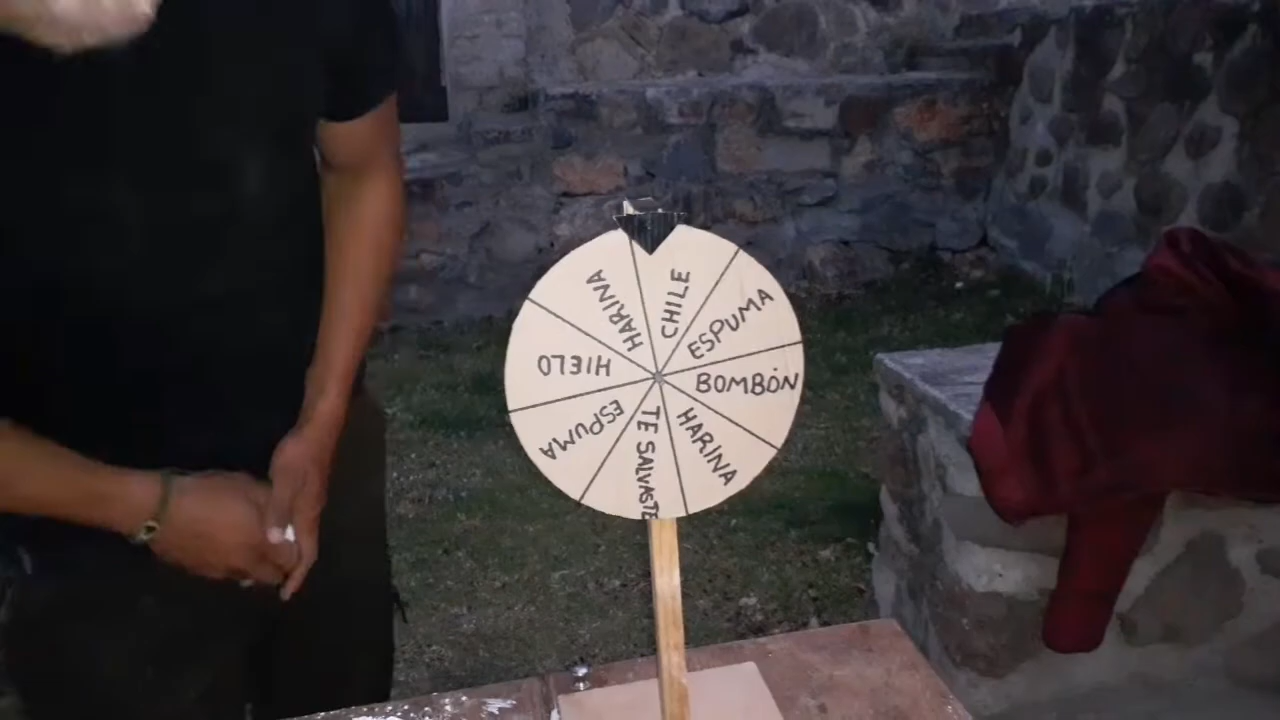 CHILE
ESPUMA
BOMBÓN
HARINA
TE SALVASTE
ESPUMA
HIELO
HARINA